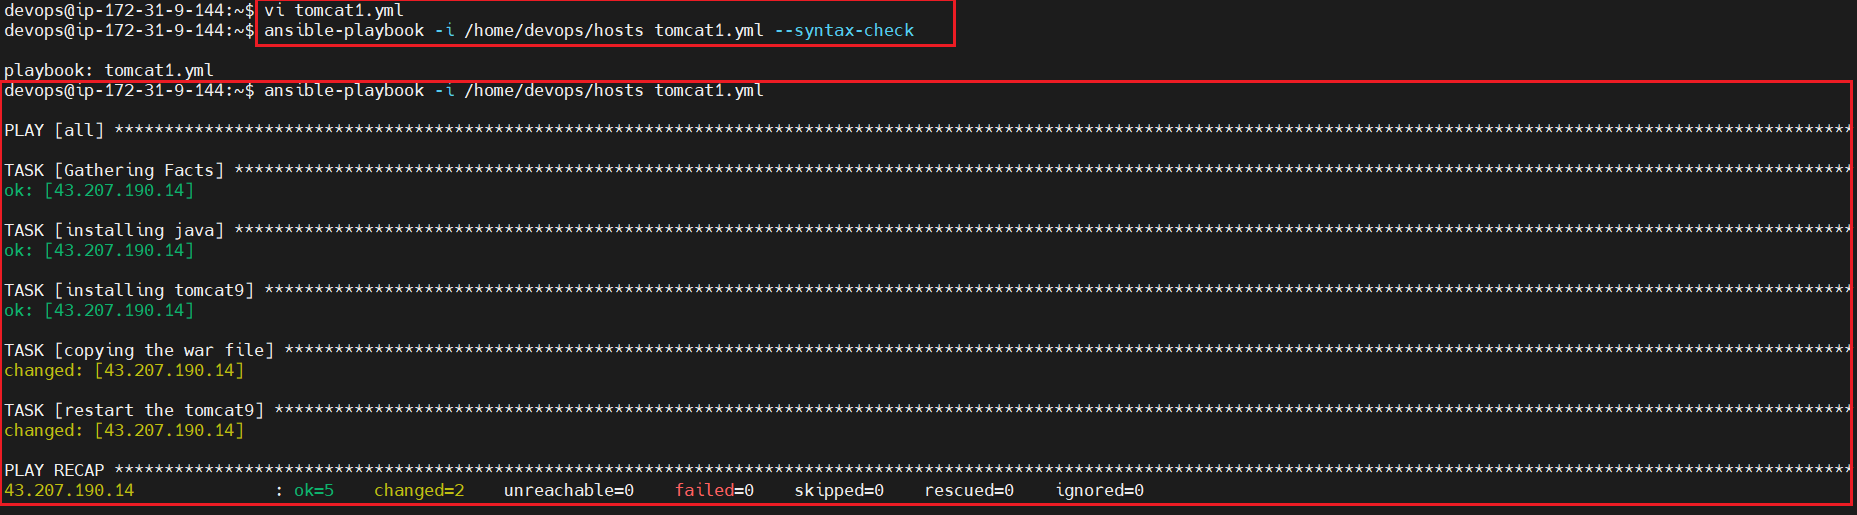 devops@ip-172-31-9-144:~$ vi tomcat1.yml
devops@ip-172-31-9-144:~$ ansible-playbook -i /home/devops/hosts tomcat1.yml --syntax-check
playbook: tomcat1.yml
devops@ip-172-31-9-144:~$ ansible-playbook -i /home/devops/hosts tomcat1.yml
PLAY [all] ******************************************************************************************************************************************************************************
TASK [Gathering Facts] ******************************************************************************************************************************************************************
ok: [43.207.190.14]
TASK [installing java] ******************************************************************************************************************************************************************
ok: [43.207.190.14]
TASK [installing tomcat9] ***************************************************************************************************************************************************************
ok: [43.207.190.14]
TASK [copying the war file] *************************************************************************************************************************************************************
changed: [43.207.190.14]
TASK [restart the tomcat9] **************************************************************************************************************************************************************
changed: [43.207.190.14]
PLAY RECAP ******************************************************************************************************************************************************************************
43.207.190.14              : ok=5    changed=2    unreachable=0    failed=0    skipped=0    rescued=0    ignored=0